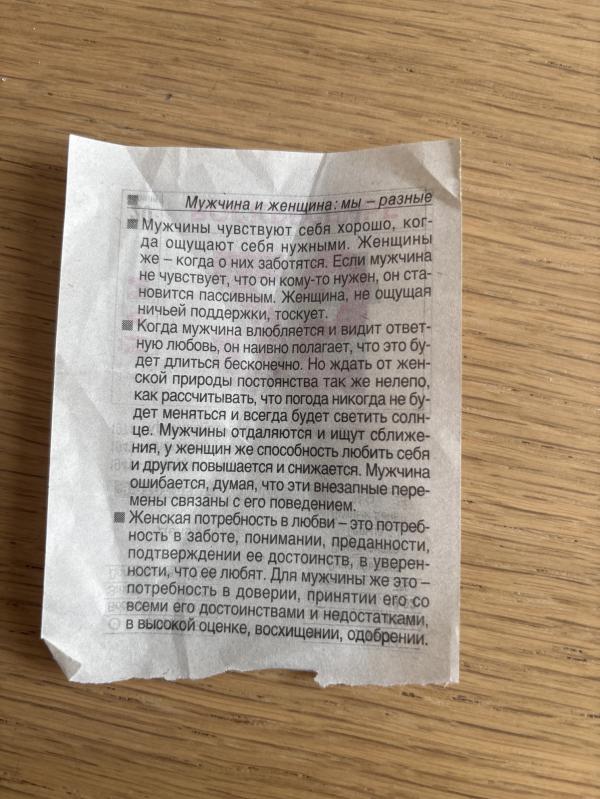 Мужчина и женщина: мы – разные
Мужчины чувствуют себя хорошо, ког-
да ощущают себя нужными. Женщины
же – когда о них заботятся. Если мужчина
не чувствует, что он кому-то нужен, он ста-
новится пассивным. Женщина, не ощущая
ничьей поддержки, тоскует.
Когда мужчина влюбляется и видит ответ-
ную любовь, он наивно полагает, что это бу-
дет длиться бесконечно. Но ждать от жен-
ской природы постоянства так же нелепо,
как рассчитывать, что погода никогда не бу-
дет меняться и всегда будет светить солн-
це. Мужчины отдаляются и ищут сближе-
ния, у женщин же способность любить себя
и других повышается и снижается. Мужчина
ошибается, думая, что эти внезапные пере-
мены связаны с его поведением.
Женская потребность в любви – это потреб-
ность в заботе, понимании, преданности,
подтверждении ее достоинств, в уверен-
ности, что ее любят. Для мужчины же это –
потребность в доверии, принятии его со
всеми его достоинствами и недостатками,
в высокой оценке, восхищении, одобрении.